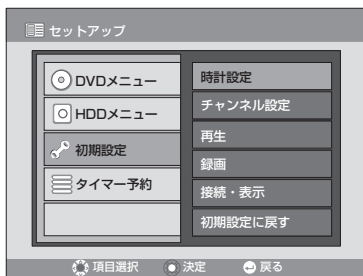 セットアップ
DVDメニュー
HDDメニュー
初期設定
タイマー予約
時計設定
チャンネル設定
再生
録画
接続・表示
初期設定に戻す
項目選択 決定 戻る